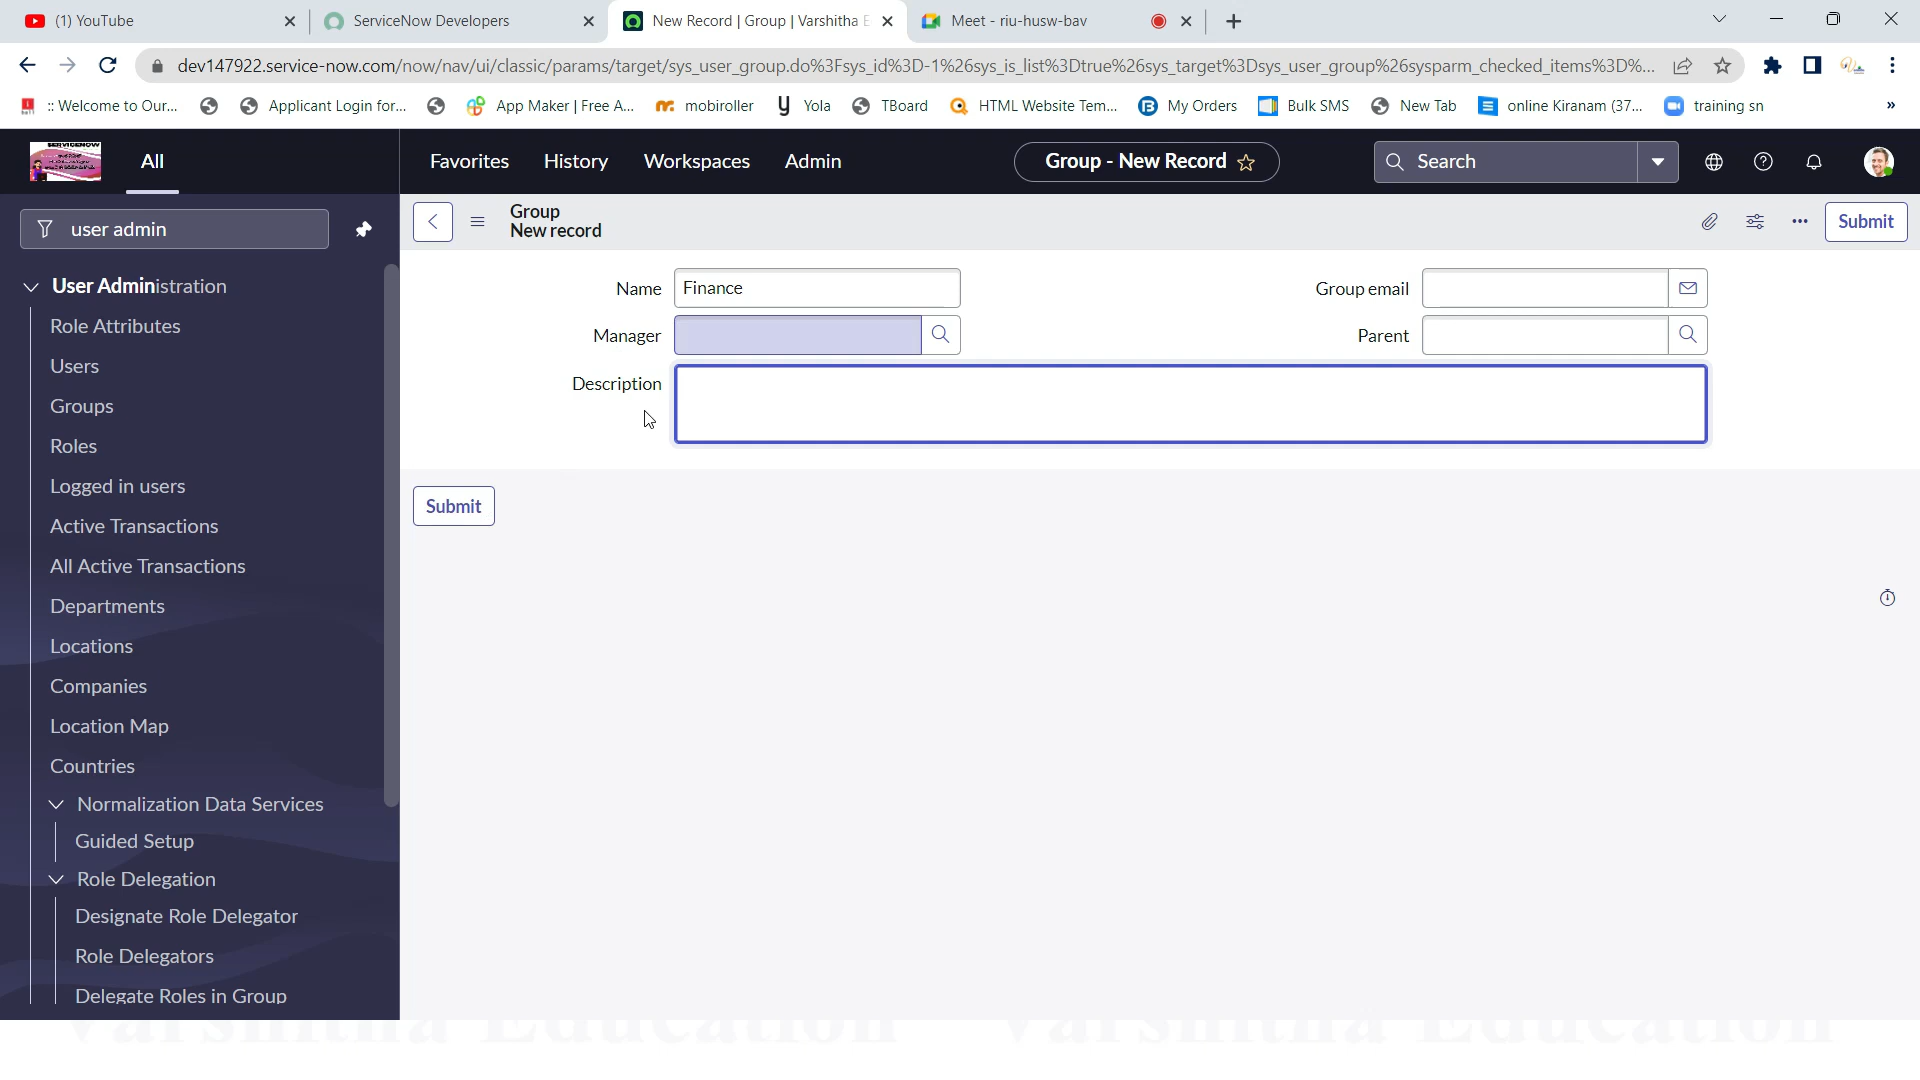 (1) YouTube
ServiceNow Developers
New Record | Group | Varshitha E
Meet - riu-husw-bav
dev147922.service-now.com/now/nav/ui/classic/params/target/sys_user_group.do%3Fsys_id%3D-1%26sys_is_list%3Dtrue%26sys_target%3Dsys_user_group%26sysparm_checked_items%3D%...
:: Welcome to Our...
Applicant Login for...
App Maker | Free A...
mobiroller
Yola
TBoard
HTML Website Tem...
My Orders
Bulk SMS
New Tab
online Kiranam (37...
training sn
»
SERVICENOW
All
Favorites
History
Workspaces
Admin
Group - New Record
Search
user admin
Group
New record
Submit
User Administration
Role Attributes
Users
Groups
Roles
Logged in users
Active Transactions
All Active Transactions
Departments
Locations
Companies
Location Map
Countries
Normalization Data Services
Guided Setup
Role Delegation
Designate Role Delegator
Role Delegators
Delegate Roles in Group
Name
Finance
Group email
Manager
Parent
Description
Submit
Varshitha Education Varshitha Education